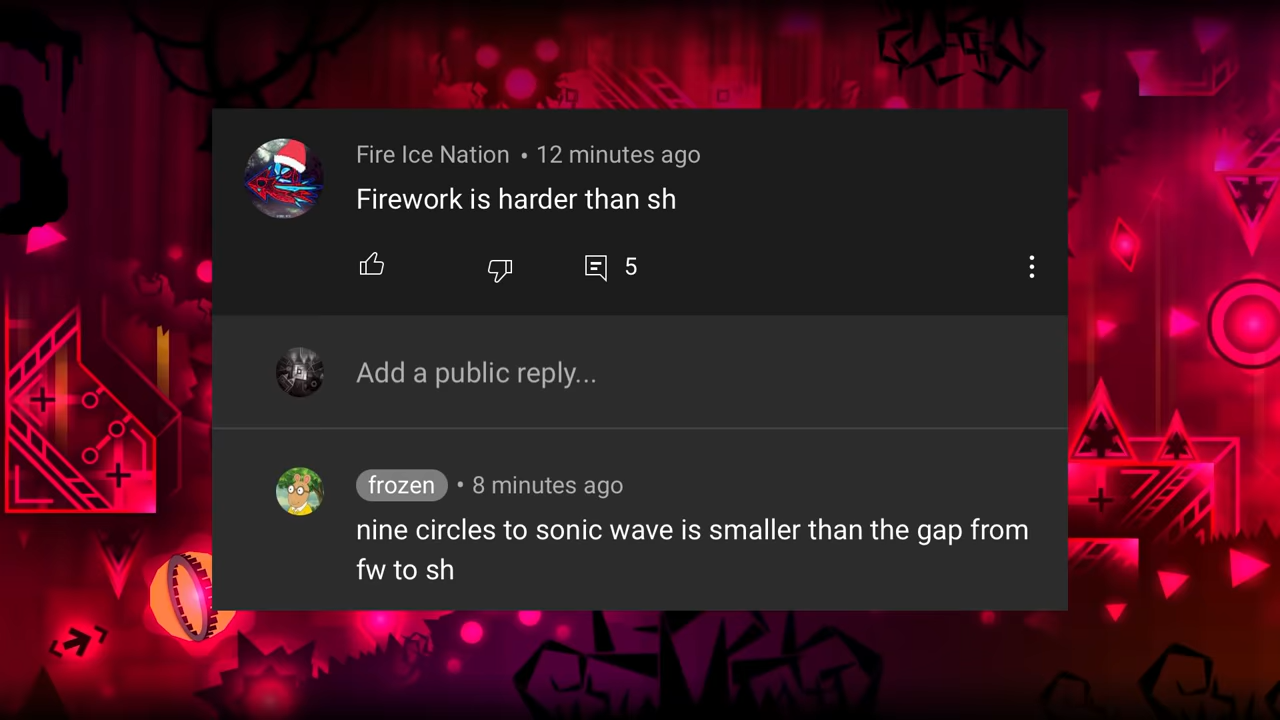 Fire Ice Nation • 12 minutes ago
Firework is harder than sh
5
Add a public reply...
frozen • 8 minutes ago
nine circles to sonic wave is smaller than the gap from
fw to sh